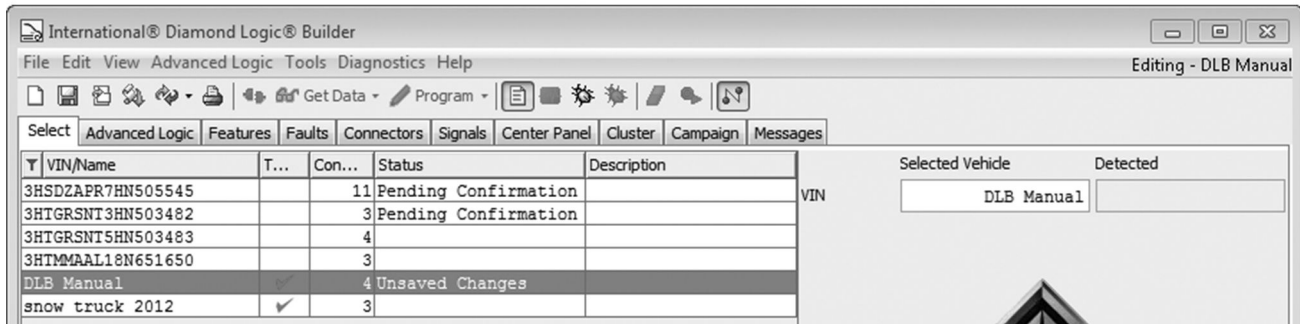 International® Diamond Logic® Builder
File Edit View Advanced Logic Tools Diagnostics Help
Editing - DLB Manual
Get Data Program
Select Advanced Logic Features Faults Connectors Signals Center Panel Cluster Campaign Messages
VIN/Name T... Con... Status Description
Selected Vehicle Detected
3HSDZAPR7HN505545 11 Pending Confirmation
VIN DLB Manual
3HTGRSNT3HN503482 3 Pending Confirmation
3HTGRSNT5HN503483 4
3HTMMAAL18N651650 3
DLB Manual 4 Unsaved Changes
snow truck 2012 3